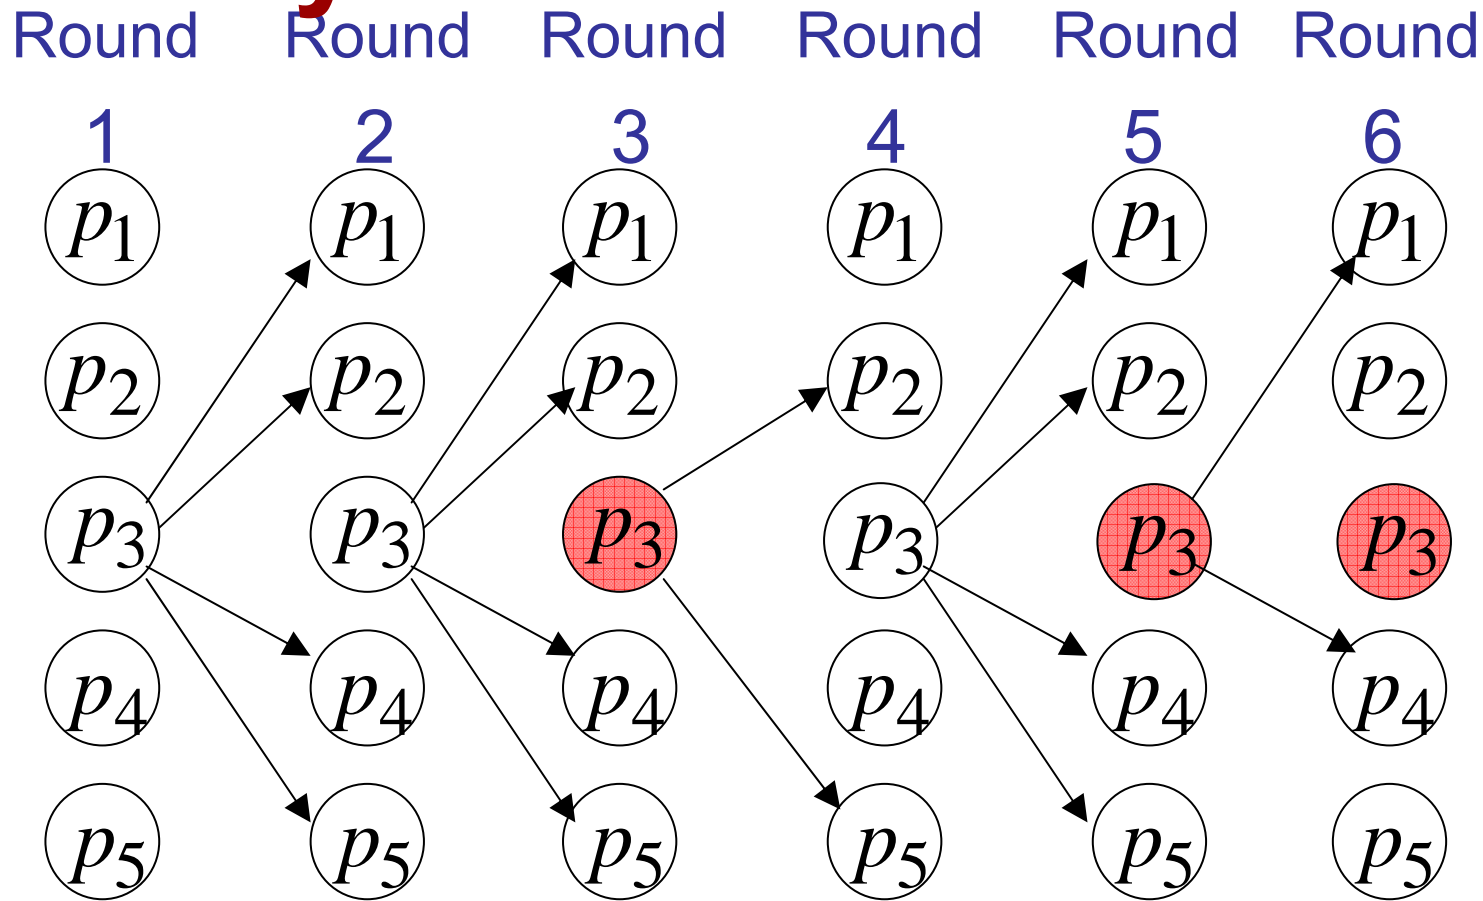 Round Round Round Round Round Round
1 2 3 4 5 6
p1 p1 p1 p1 p1 p1
p2 p2 p2 p2 p2 p2
p3 p3 p3 p3 p3 p3
p4 p4 p4 p4 p4 p4
p5 p5 p5 p5 p5 p5